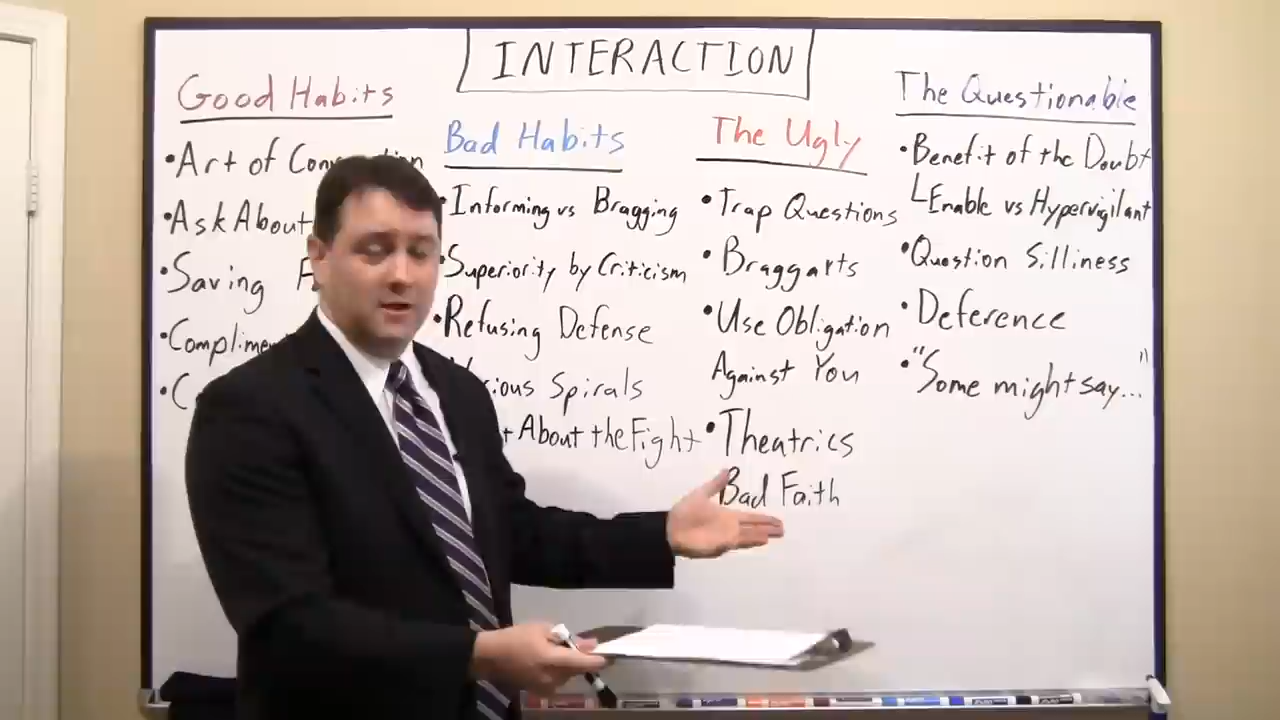 INTERACTION
Good Habits
• Art of
• Ask About
• Saving
•
•
Bad Habits
• Informing vs Bragging
• Superiority by Criticism
• Refusing Defense
Spirals
About the Fight
The Ugly
• Trap Questions
• Braggarts
• Use Obligation
Against You
• Theatrics
Bad Faith
The Questionable
• Benefit of the Doubt
└ Enable vs Hypervigilant
• Question Silliness
• Deference
• "Some might say..."